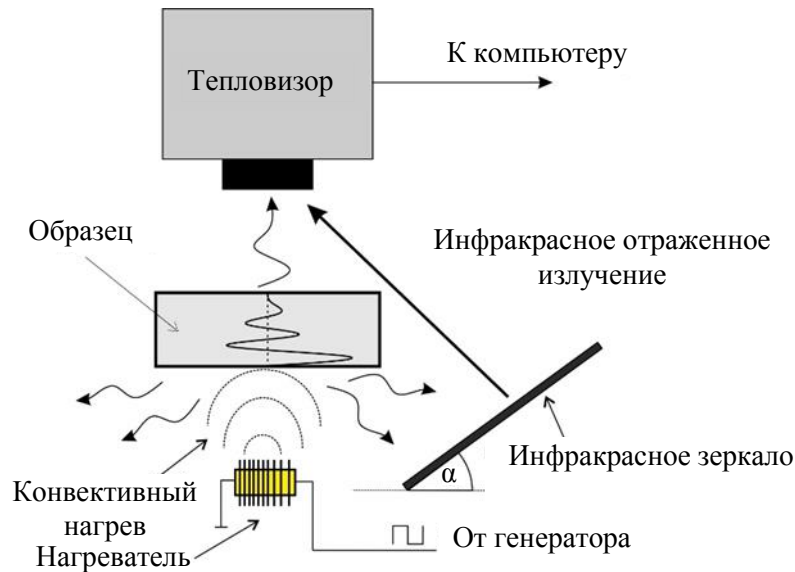 К компьютеру
Тепловизор
Образец
Инфракрасное отраженное
излучение
Инфракрасное зеркало
α
Конвективный
нагрев
Нагреватель
От генератора